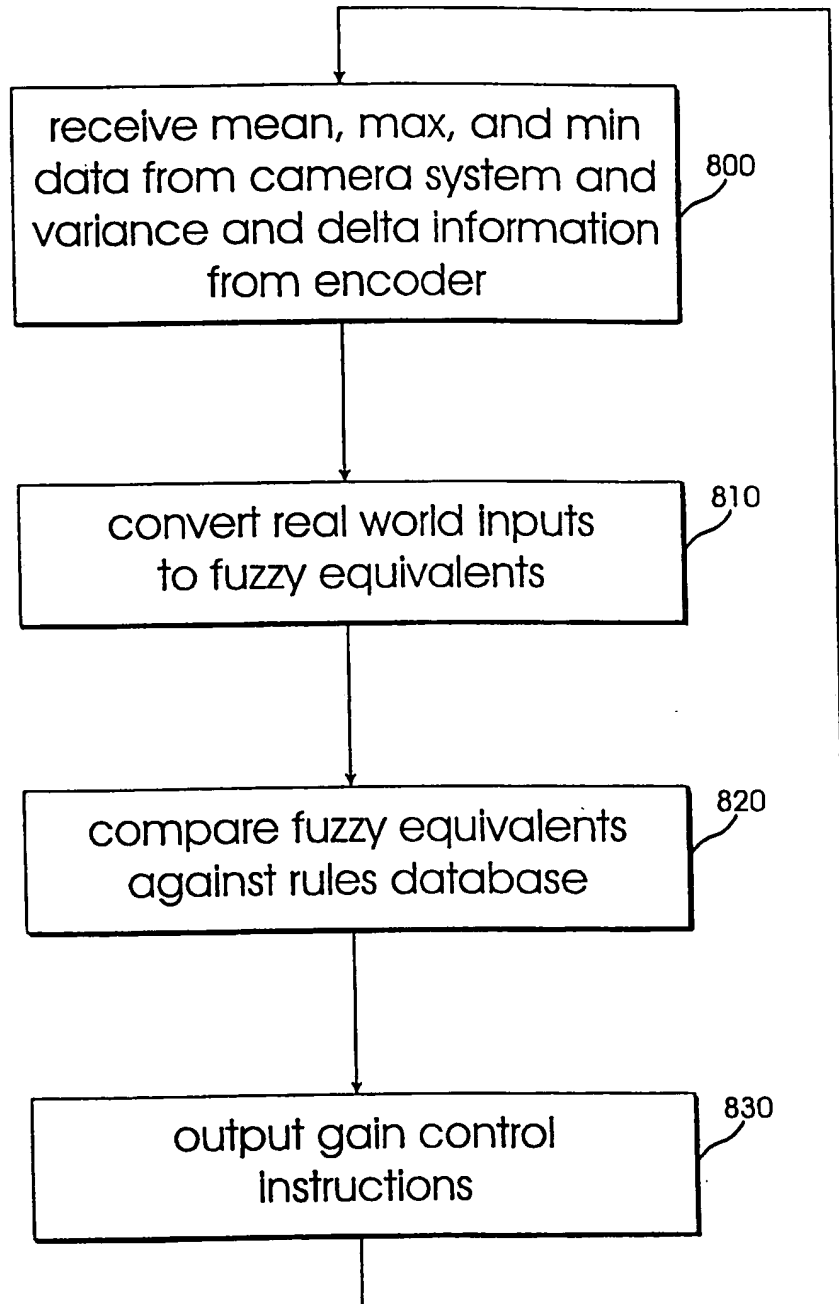 receive mean, max, and min
data from camera system and
variance and delta information
from encoder
800
convert real world inputs
to fuzzy equivalents
810
compare fuzzy equivalents
against rules database
820
output gain control
instructions
830